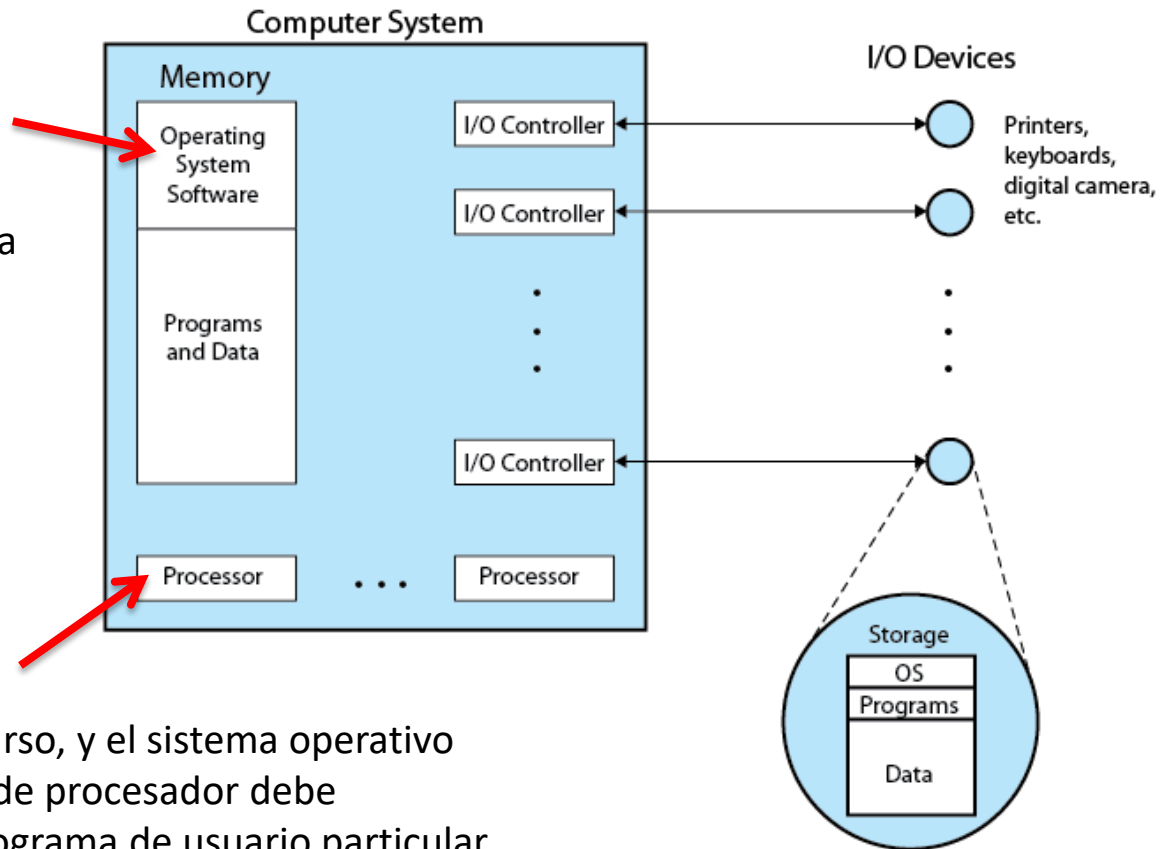 Computer System
I/O Devices
Memory
Operating
System
Software
a
Programs
and Data
I/O Controller
I/O Controller
I/O Controller
Printers,
keyboards,
digital camera,
etc.
Processor
• • •
Processor
Storage
OS
Programs
Data
rso, y el sistema operativo
de procesador debe
ograma de usuario particular